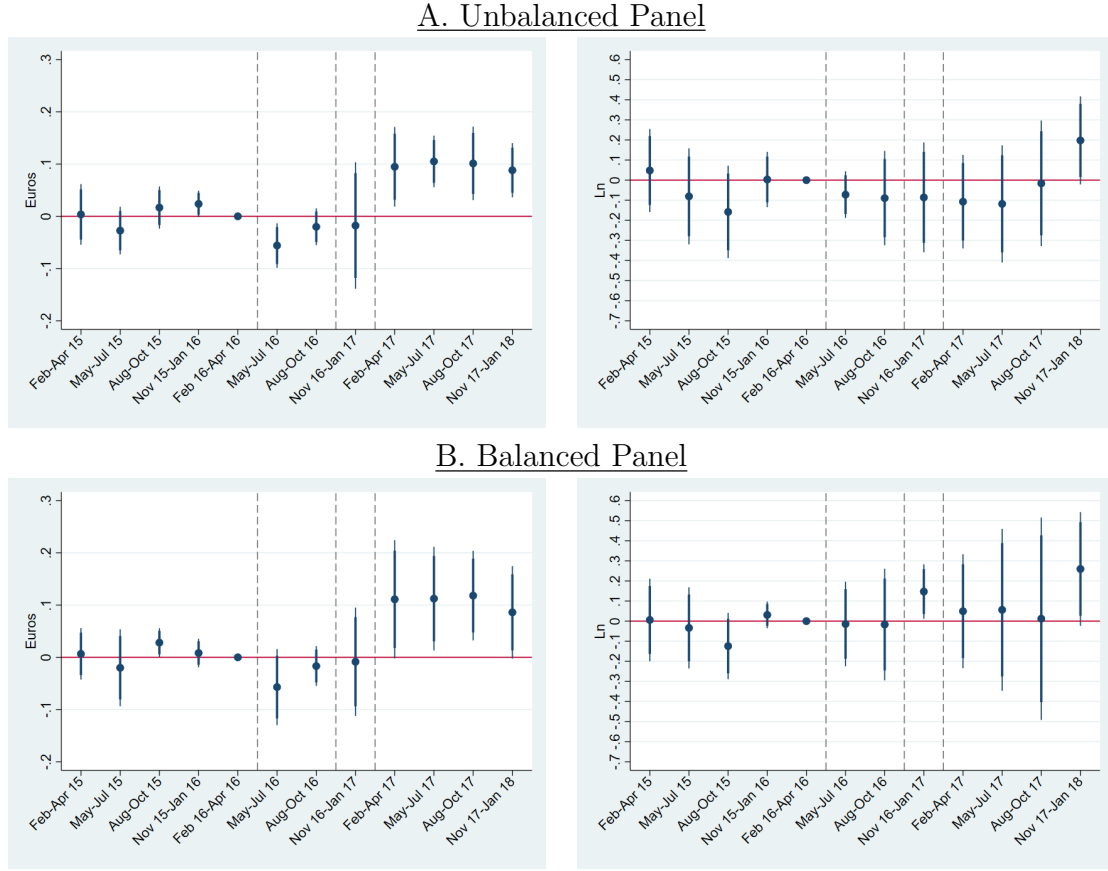 A. Unbalanced Panel
Euros
.3
.2
.1
0
-.1
-.2
Feb-Apr 15
May-Jul 15
Aug-Oct 15
Nov 15-Jan 16
Feb 16-Apr 16
May-Jul 16
Aug-Oct 16
Nov 16-Jan 17
Feb-Apr 17
May-Jul 17
Aug-Oct 17
Nov 17-Jan 18
Ln
.6
.5
.4
.3
.2
.1
0
-.1
-.2
-.3
-.4
-.5
-.6
-.7
Feb-Apr 15
May-Jul 15
Aug-Oct 15
Nov 15-Jan 16
Feb 16-Apr 16
May-Jul 16
Aug-Oct 16
Nov 16-Jan 17
Feb-Apr 17
May-Jul 17
Aug-Oct 17
Nov 17-Jan 18
B. Balanced Panel
Euros
.3
.2
.1
0
-.1
-.2
Feb-Apr 15
May-Jul 15
Aug-Oct 15
Nov 15-Jan 16
Feb 16-Apr 16
May-Jul 16
Aug-Oct 16
Nov 16-Jan 17
Feb-Apr 17
May-Jul 17
Aug-Oct 17
Nov 17-Jan 18
Ln
.6
.5
.4
.3
.2
.1
0
-.1
-.2
-.3
-.4
-.5
-.6
-.7
Feb-Apr 15
May-Jul 15
Aug-Oct 15
Nov 15-Jan 16
Feb 16-Apr 16
May-Jul 16
Aug-Oct 16
Nov 16-Jan 17
Feb-Apr 17
May-Jul 17
Aug-Oct 17
Nov 17-Jan 18